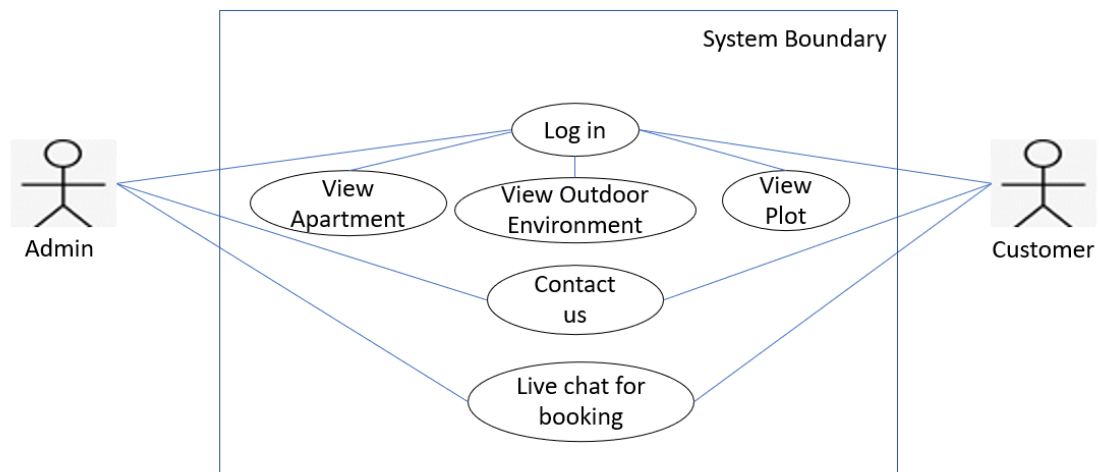 System Boundary
Log in
View
Apartment
View Outdoor
Environment
View
Plot
Admin
Customer
Contact
us
Live chat for
booking